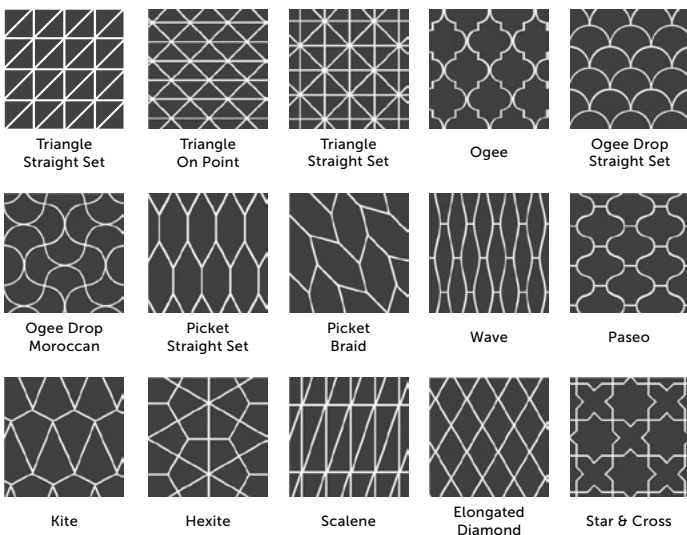 Triangle
Straight Set
Triangle
On Point
Triangle
Straight Set
Ogee
Ogee Drop
Straight Set
Ogee Drop
Moroccan
Picket
Straight Set
Picket
Braid
Wave
Paseo
Kite
Hexite
Scalene
Elongated
Diamond
Star & Cross